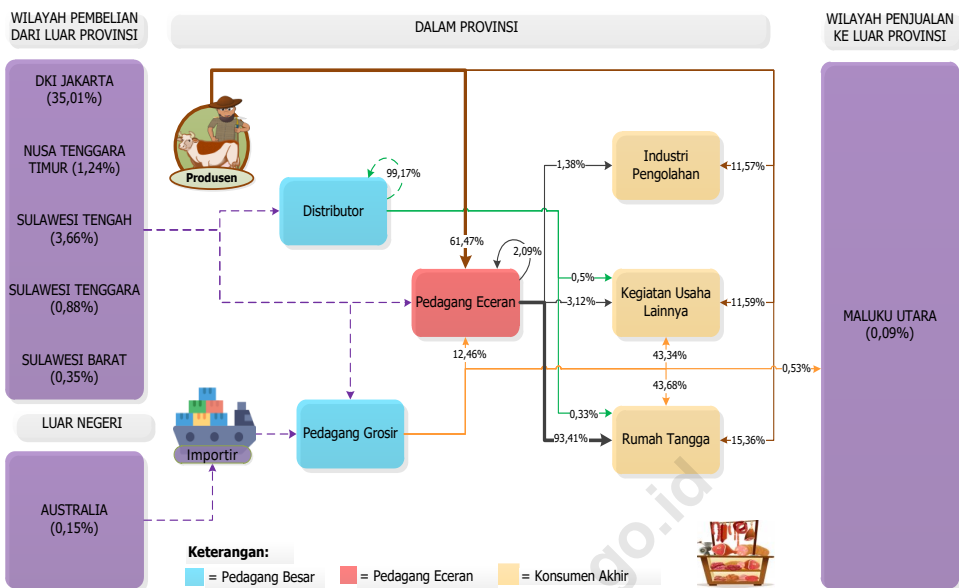 WILAYAH PEMBELIAN
DARI LUAR PROVINSI
DALAM PROVINSI
WILAYAH PENJUALAN
KE LUAR PROVINSI
DKI JAKARTA
(35,01%)
NUSA TENGGARA
TIMUR (1,24%)
SULAWESI TENGAH
(3,66%)
SULAWESI TENGGARA
(0,88%)
SULAWESI BARAT
(0,35%)
LUAR NEGERI
AUSTRALIA
(0,15%)
Produsen
Distributor
99,17%
61,47%
2,09%
Pedagang Eceran
12,46%
Importir
Pedagang Grosir
1,38%
Industri
Pengolahan
11,57%
0,5%
3,12%
Kegiatan Usaha
Lainnya
11,59%
43,34%
43,68%
0,53%
0,33%
93,41%
Rumah Tangga
15,36%
MALUKU UTARA
(0,09%)
go.id
Keterangan:
= Pedagang Besar
= Pedagang Eceran
= Konsumen Akhir